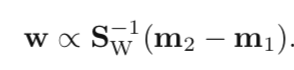 w ∝ S_W^{-1}(m_2 − m_1).